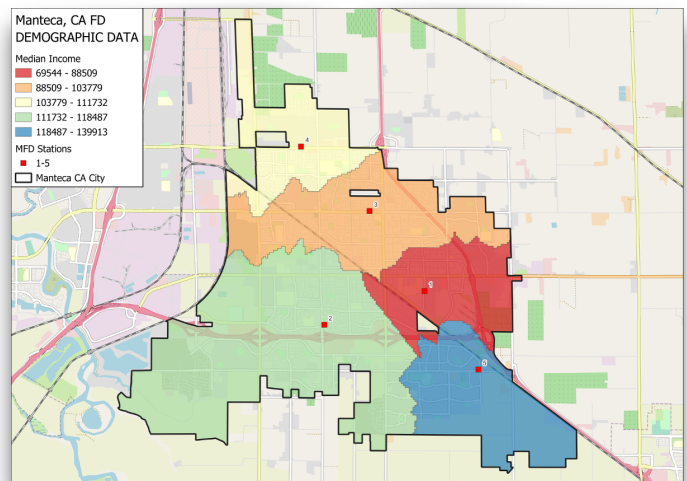 Manteca, CA FD
DEMOGRAPHIC DATA
Median Income
69544 - 88509
88509 - 103779
103779 - 111732
111732 - 118487
118487 - 139913
MFD Stations
1-5
Manteca CA City
4
3
1
2
5